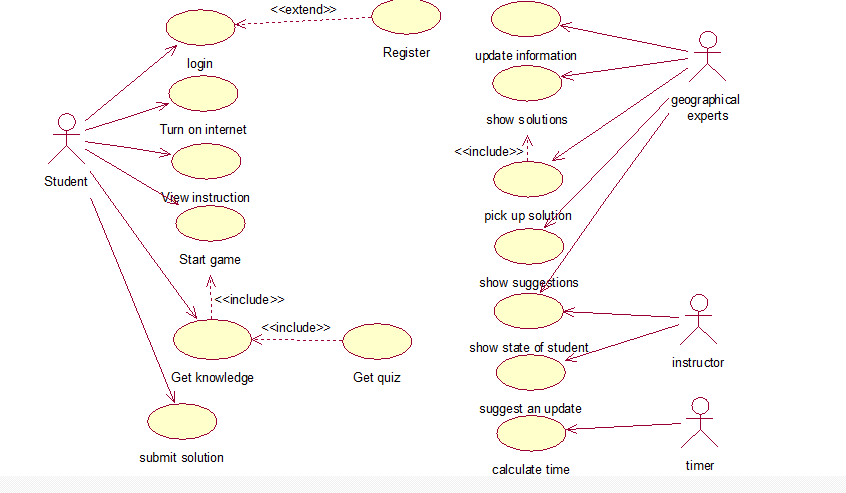 <<extend>>
Register
login
update information
Turn on internet
show solutions
geographical
experts
<<include>>
Student
View instruction
pick up solution
Start game
show suggestions
<<include>>
<<include>>
show state of student
instructor
Get knowledge
Get quiz
suggest an update
submit solution
calculate time
timer